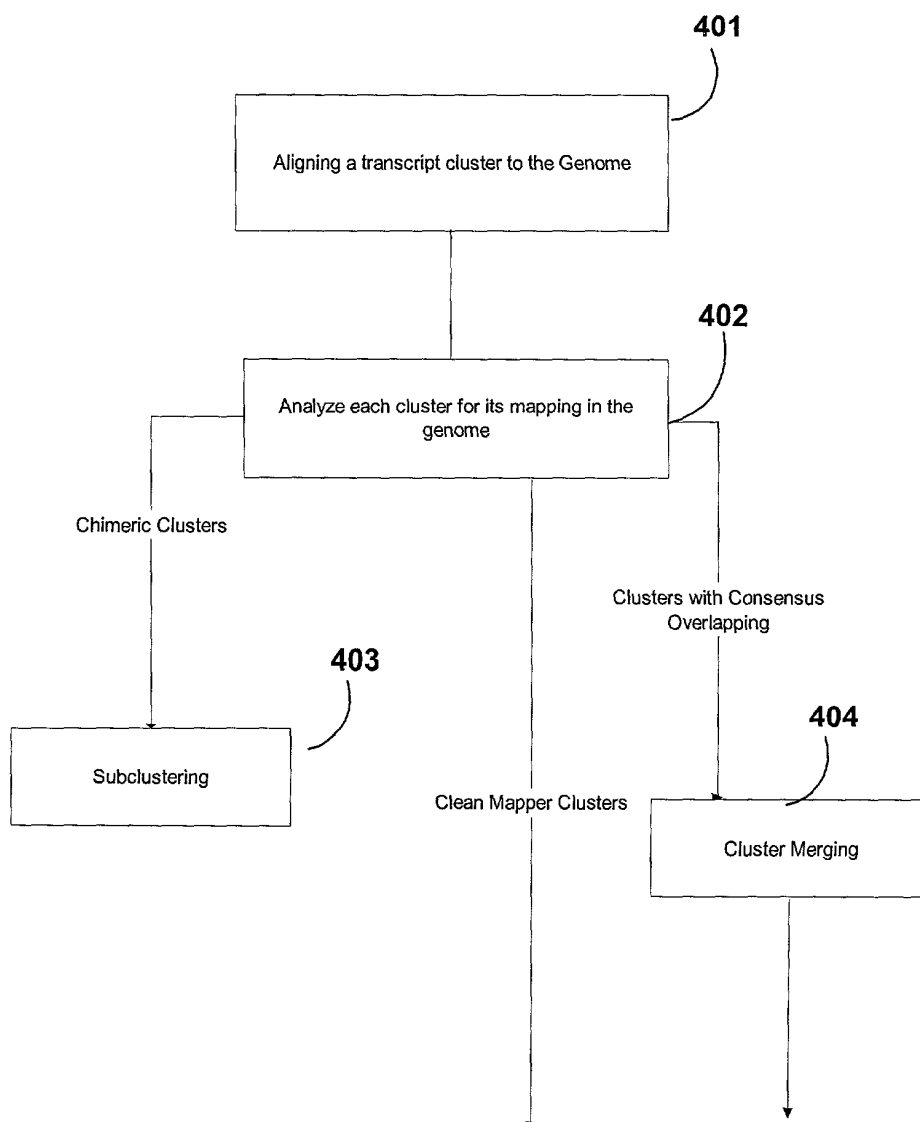 401
Aligning a transcript cluster to the Genome
402
Analyze each cluster for its mapping in the
genome
Chimeric Clusters
Clusters with Consensus
Overlapping
403
404
Subclustering
Clean Mapper Clusters
Cluster Merging